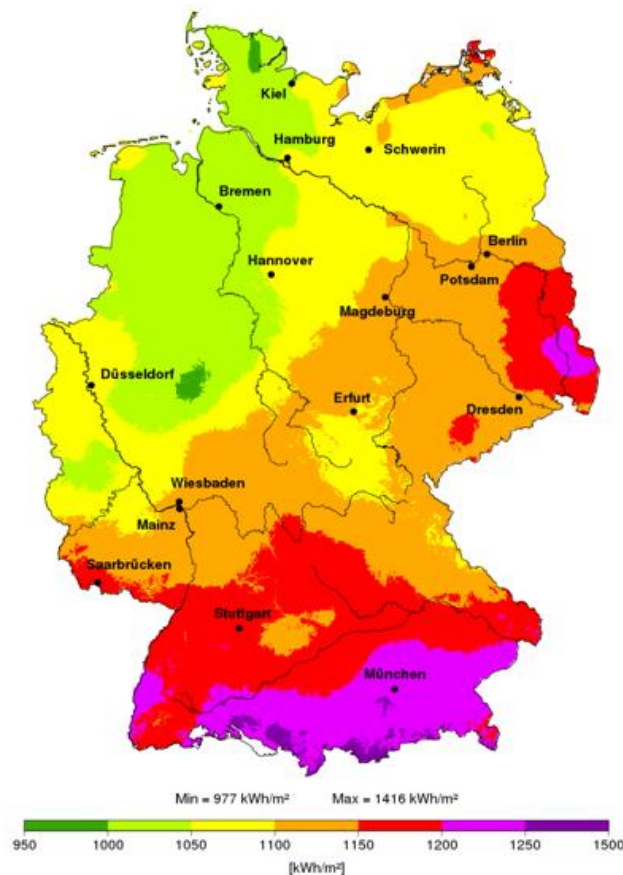 Kiel
Hamburg
Schwerin
Bremen
Berlin
Hannover
Potsdam
Magdeburg
Düsseldorf
Erfurt
Dresden
Wiesbaden
Mainz
Saarbrücken
Stuttgart
München
Min = 977 kWh/m² Max = 1416 kWh/m²
950 1000 1050 1100 1150 1200 1250 1500
[kWh/m²]